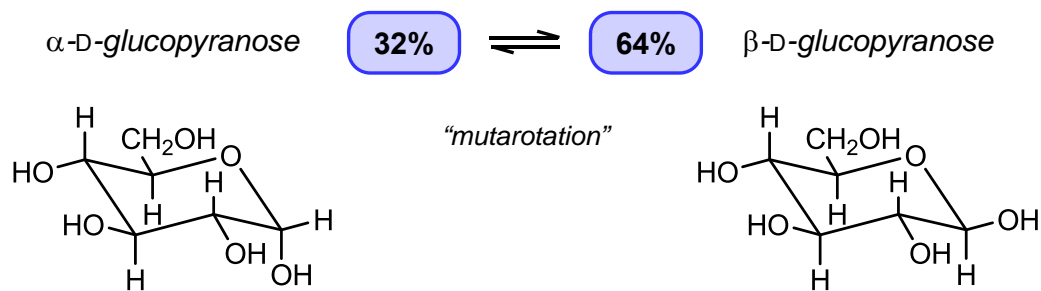 α-D-glucopyranose 32% ⇌ 64% β-D-glucopyranose
“mutarotation”
H
CH2OH
HO
O
H
H
H
HO
OH
OH
H
H
CH2OH
HO
O
H
H
OH
HO
OH
H
H